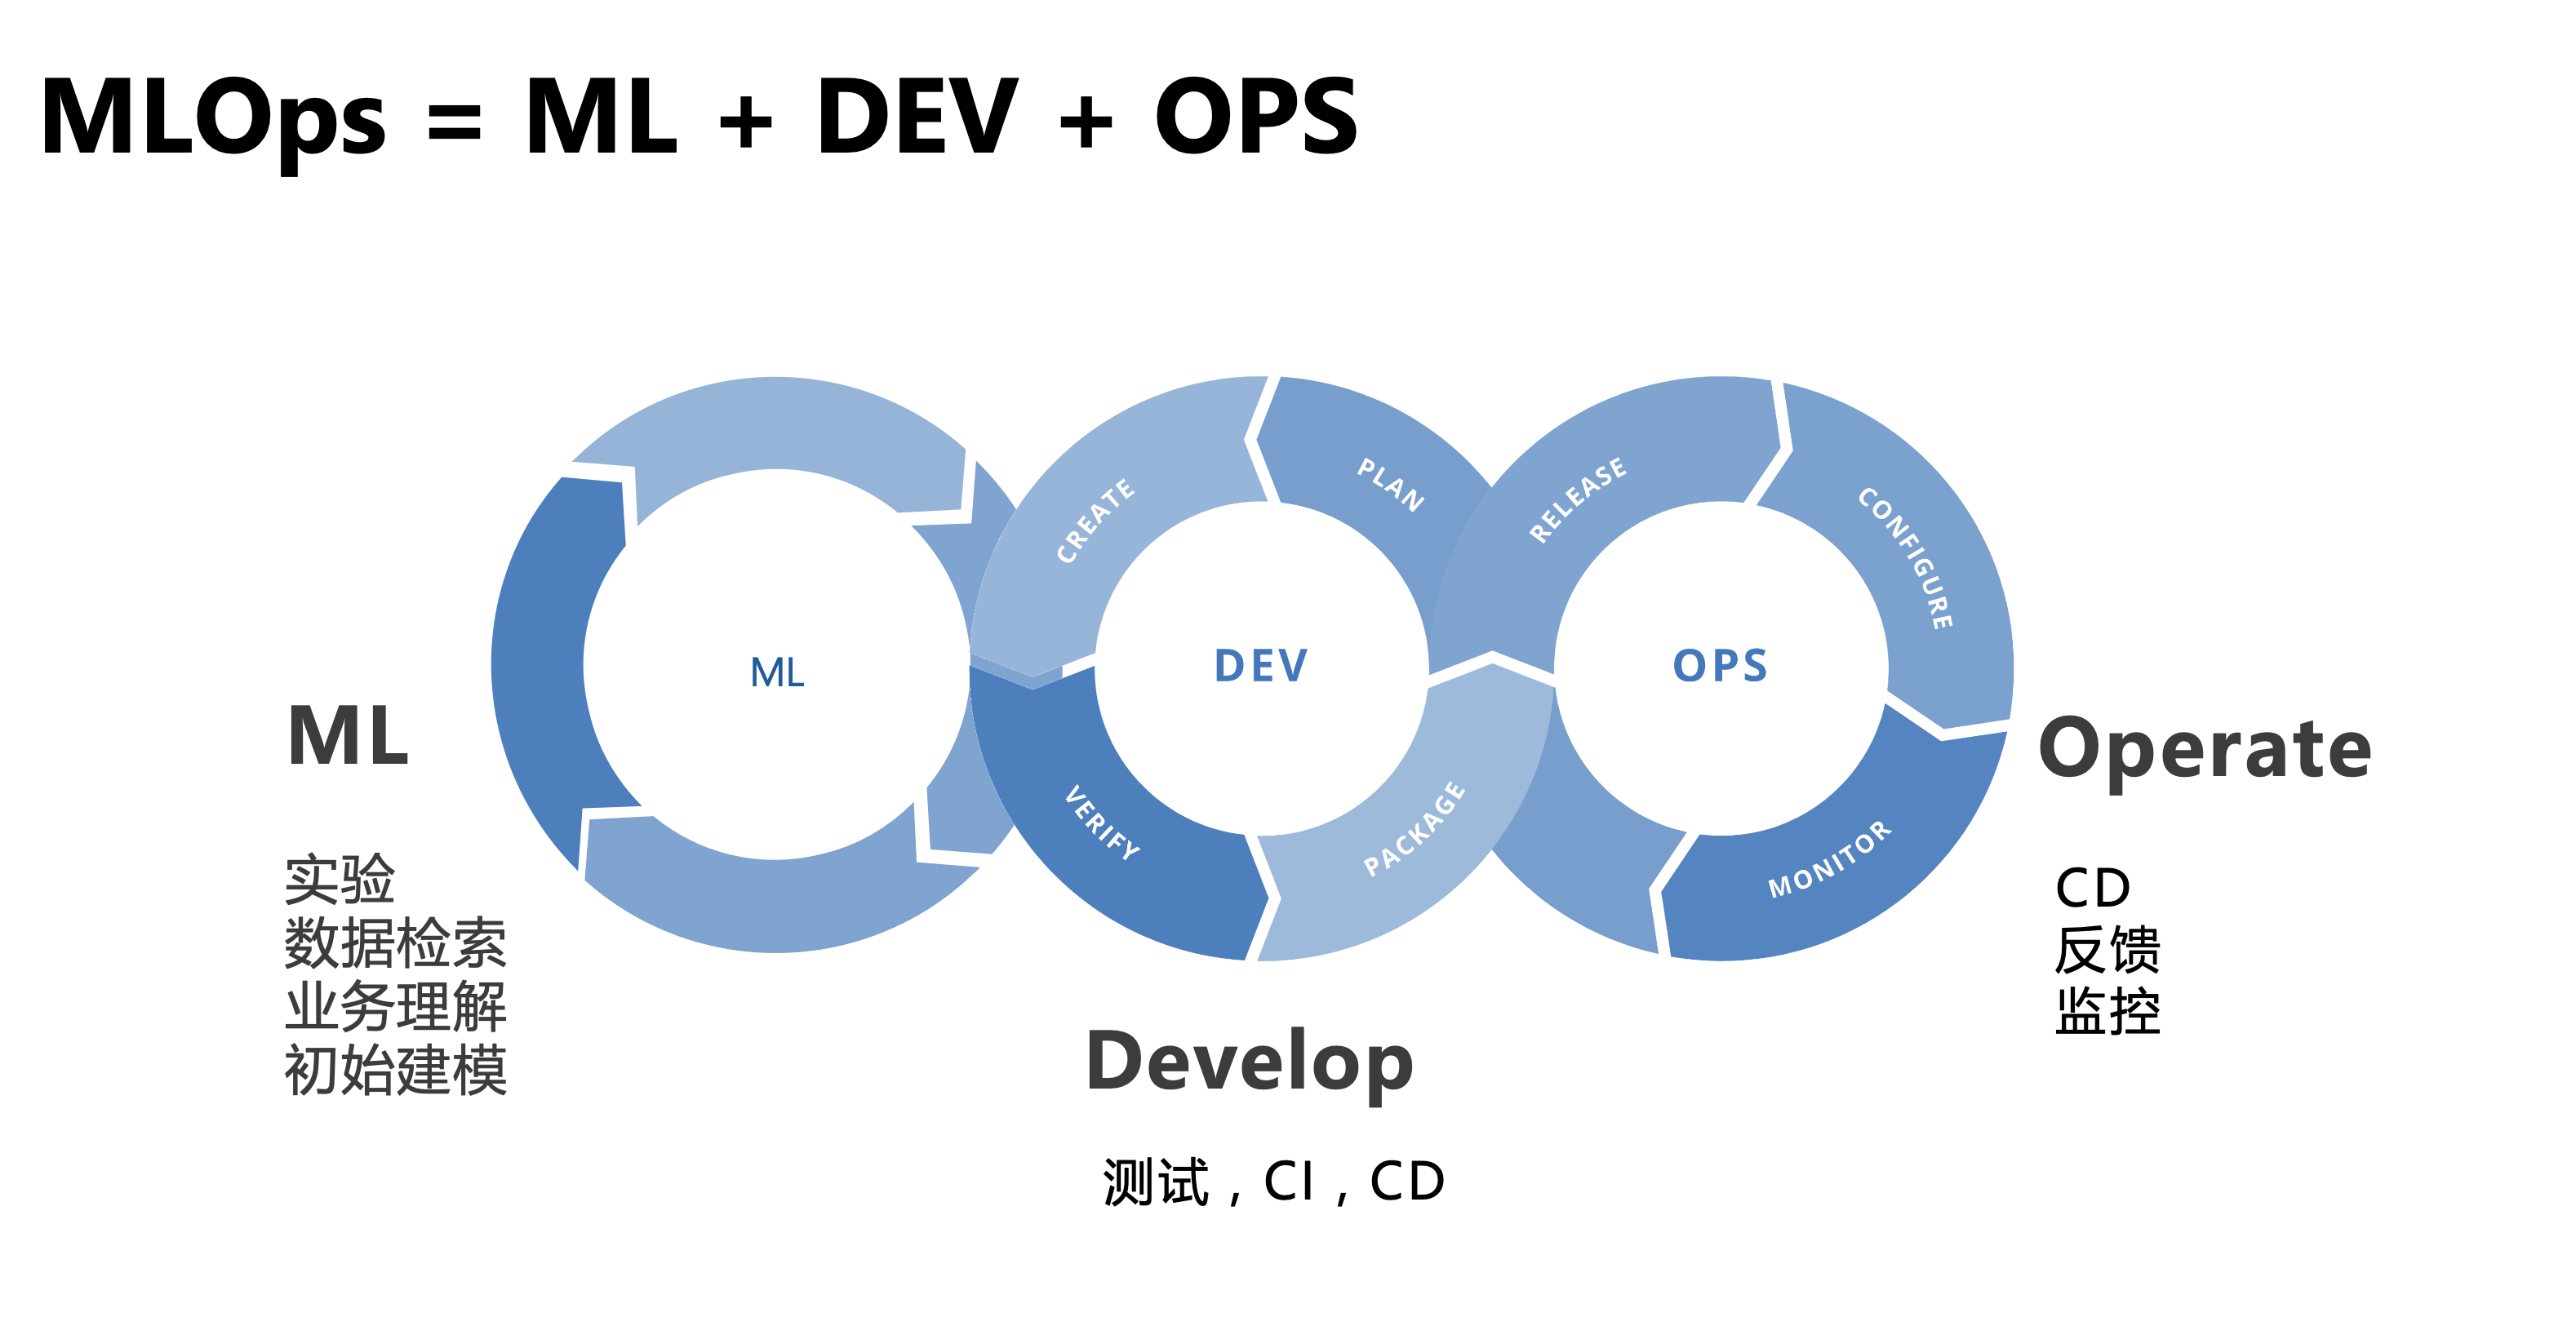 MLOps = ML + DEV + OPS
ML
实验
数据检索
业务理解
初始建模
ML
CREATE
PLAN
DEV
VERIFY
PACKAGE
RELEASE
CONFIGURE
OPS
MONITOR
Develop
测试，CI，CD
Operate
CD
反馈
监控